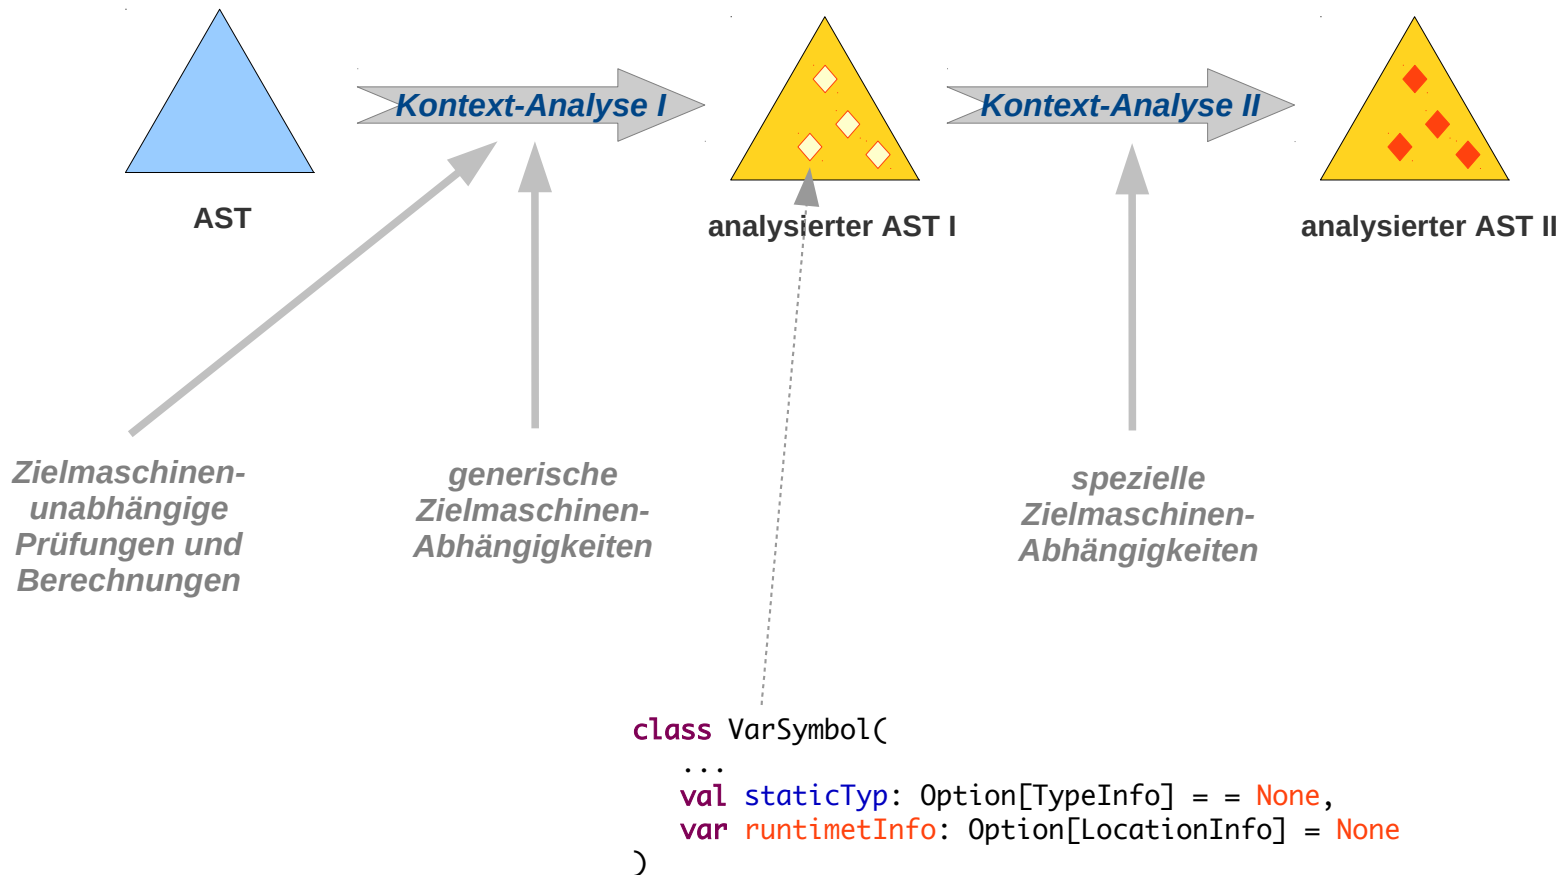 Kontext-Analyse I
Kontext-Analyse II
AST
analysierter AST I
analysierter AST II
Zielmaschinen-
unabhängige
Prüfungen und
Berechnungen
generische
Zielmaschinen-
Abhängigkeiten
spezielle
Zielmaschinen-
Abhängigkeiten
class VarSymbol(
...
val staticTyp: Option[TypeInfo] = = None,
var runtimetInfo: Option[LocationInfo] = None
)